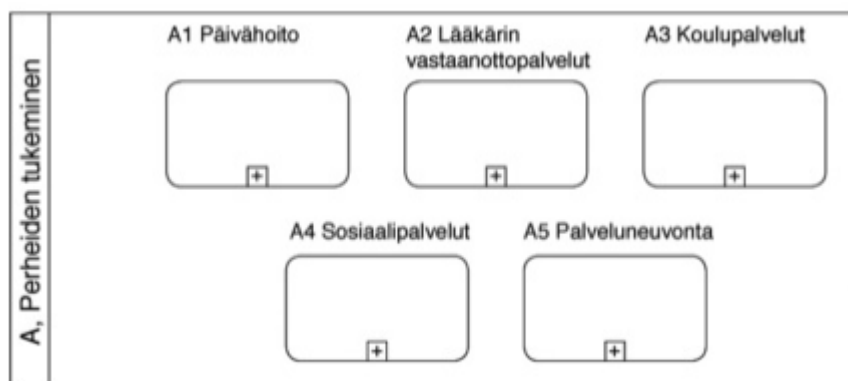 A, Perheiden tukeminen
A1 Päivähoito
A2 Lääkärin
vastaanottopalvelut
A3 Koulupalvelut
+
+
+
A4 Sosiaalipalvelut
A5 Palveluneuvonta
+
+